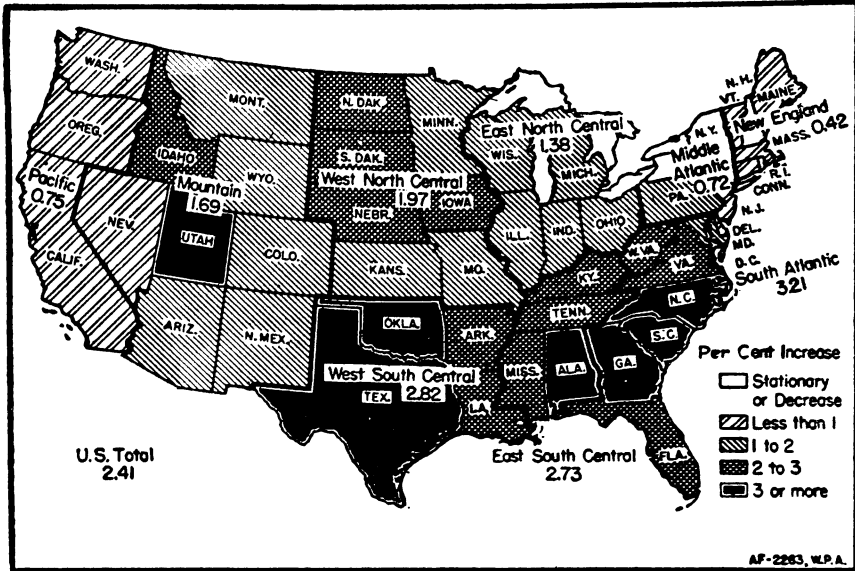 WASH.
MONT.
N. DAK.
MINN.
N.H.
VT.
MAINE
OREG.
IDAHO
WYO.
S. DAK.
WIS.
East North Central
1.38
MICH.
N.Y.
New England
0.42
MASS.
R.I.
CONN.
Middle
Atlantic
0.72
PA.
Pacific
0.75
Mountain
1.69
West North Central
1.97
NEBR.
IOWA
NEV.
UTAH
COLO.
KANS.
MO.
ILL.
IND.
OHIO
W.VA.
VA.
N.J.
DEL.
MD.
D.C.
South Atlantic
3.21
CALIF.
ARIZ.
N. MEX.
OKLA.
ARK.
KY.
TENN.
N.C.
S.C.
West South Central
2.82
TEX.
LA.
MISS.
ALA.
GA.
FLA.
East South Central
2.73
U.S. Total
2.41
Per Cent Increase
Stationary
or Decrease
Less than 1
1 to 2
2 to 3
3 or more
AF-2263, W.P.A.